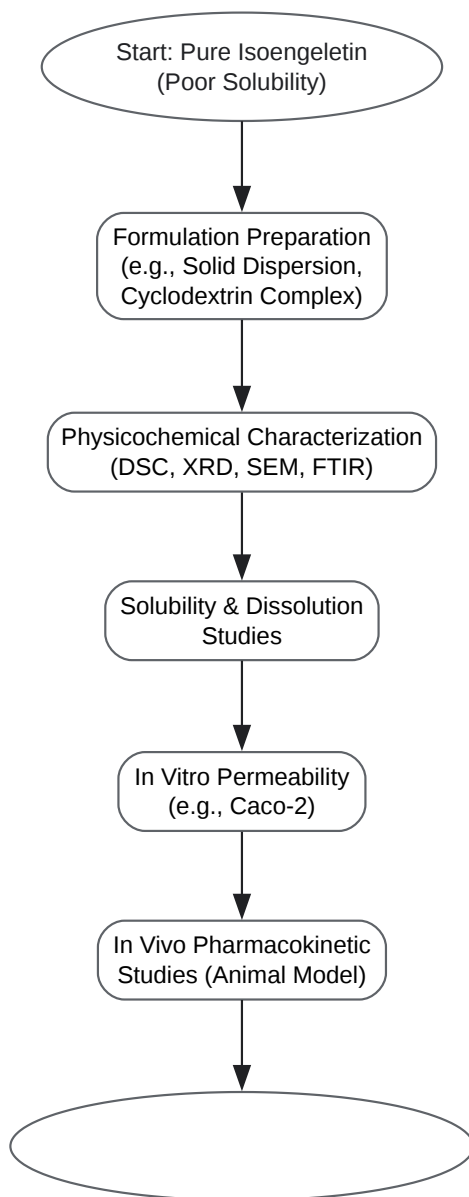 Start: Pure Isoengeletin
(Poor Solubility)
Formulation Preparation
(e.g., Solid Dispersion,
Cyclodextrin Complex)
Physicochemical Characterization
(DSC, XRD, SEM, FTIR)
Solubility & Dissolution
Studies
In Vitro Permeability
(e.g., Caco-2)
In Vivo Pharmacokinetic
Studies (Animal Model)